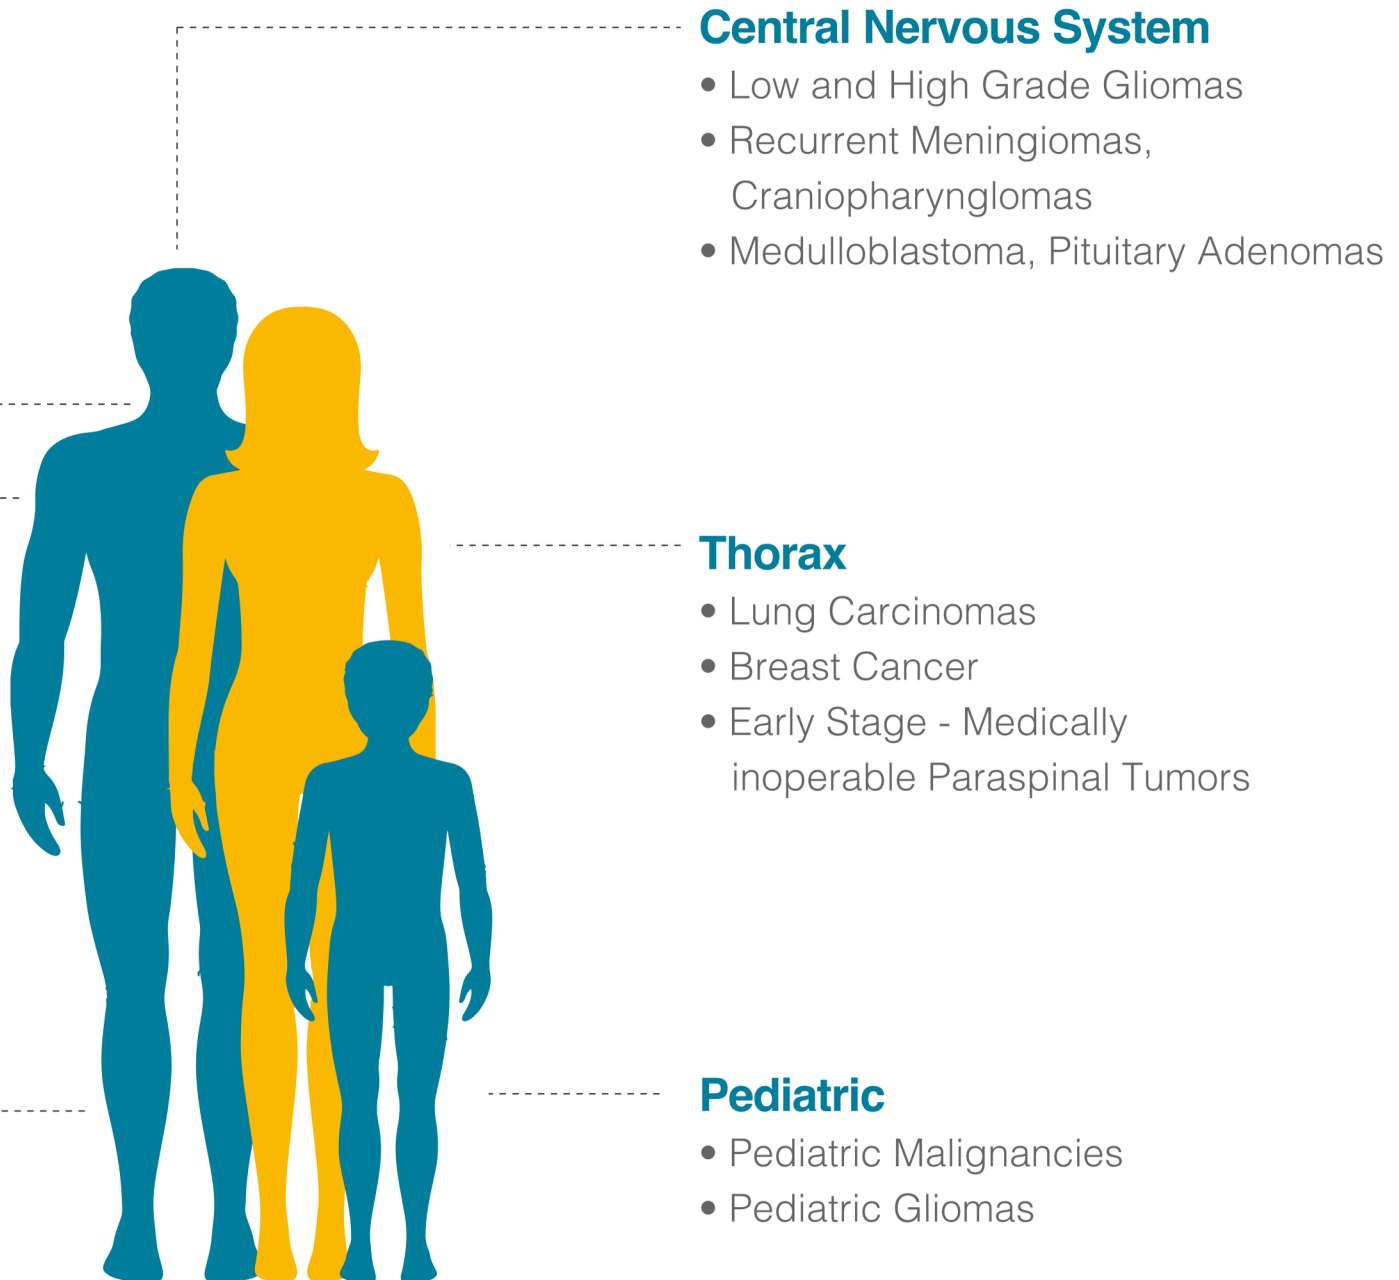 Central Nervous System
• Low and High Grade Gliomas
• Recurrent Meningiomas,
Craniopharynglomas
• Medulloblastoma, Pituitary Adenomas
Thorax
• Lung Carcinomas
• Breast Cancer
• Early Stage - Medically
inoperable Paraspinal Tumors
Pediatric
• Pediatric Malignancies
• Pediatric Gliomas